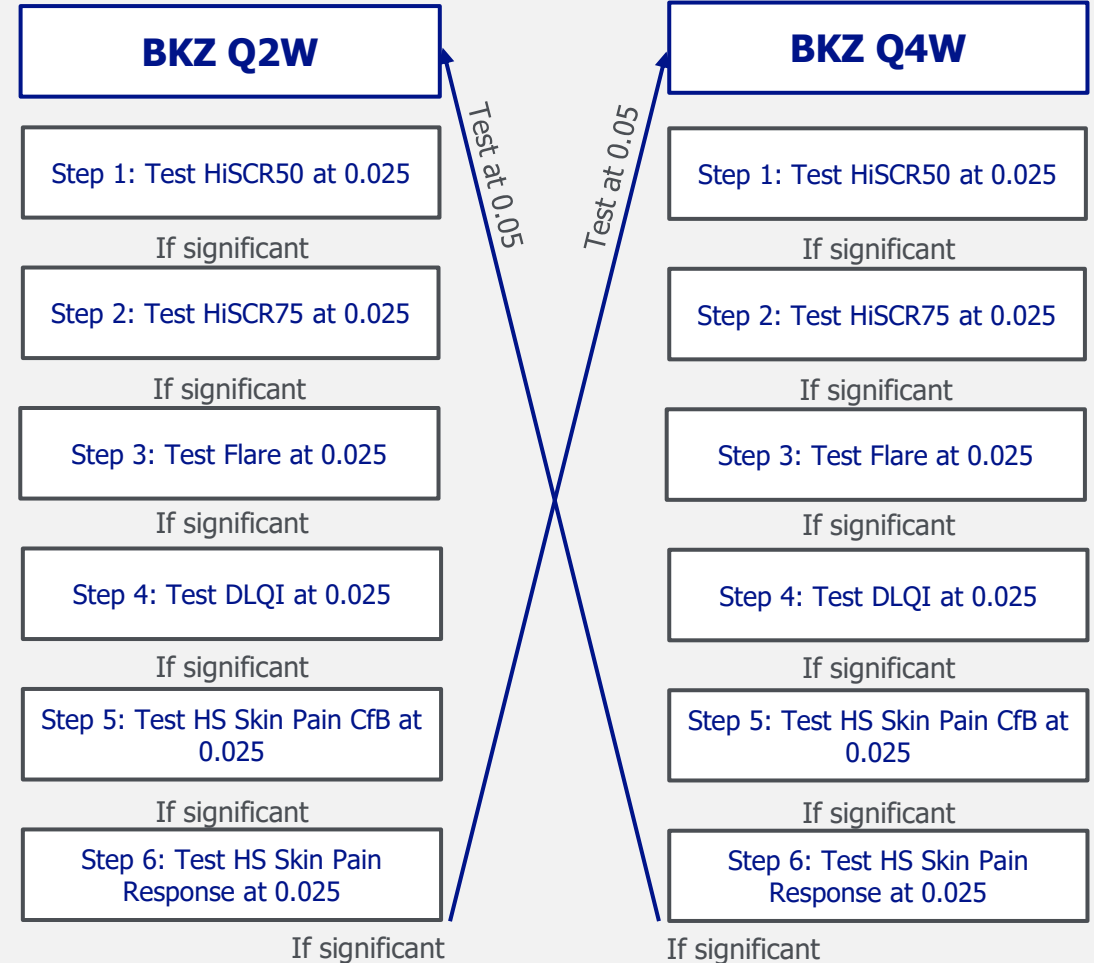 BKZ Q2W
Step 1: Test HiSCR50 at 0.025
If significant
Step 2: Test HiSCR75 at 0.025
If significant
Step 3: Test Flare at 0.025
If significant
Step 4: Test DLQI at 0.025
If significant
Step 5: Test HS Skin Pain CfB at
0.025
If significant
Step 6: Test HS Skin Pain
Response at 0.025
If significant
Test at 0.05
Test at 0.05
BKZ Q4W
Step 1: Test HiSCR50 at 0.025
If significant
Step 2: Test HiSCR75 at 0.025
If significant
Step 3: Test Flare at 0.025
If significant
Step 4: Test DLQI at 0.025
If significant
Step 5: Test HS Skin Pain CfB at
0.025
If significant
Step 6: Test HS Skin Pain
Response at 0.025
If significant